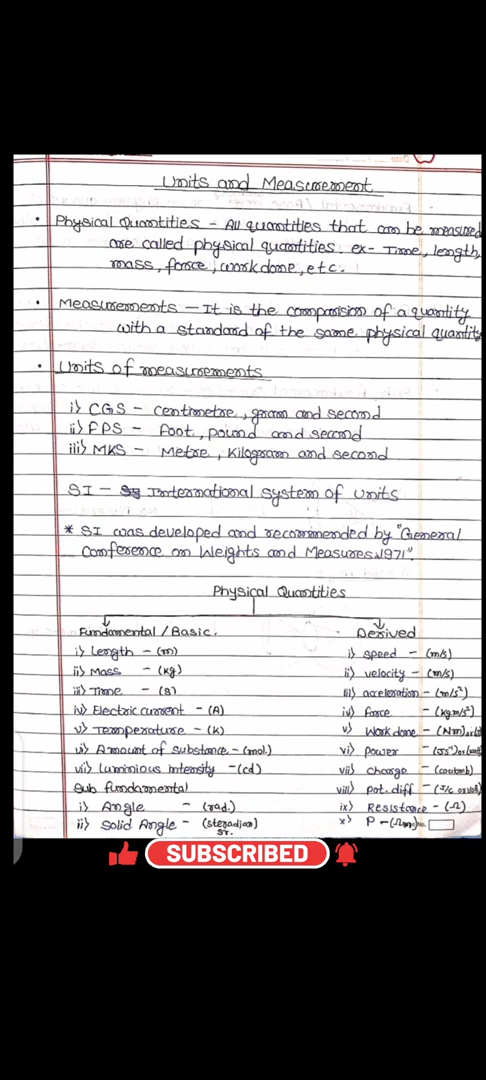 Units and Measurement
• Physical Quantities - All quantities that can be measured
are called physical quantities. ex- Time, length,
mass, force, workdone, etc.
• Measurements - It is the comparision of a quantity
with a standard of the same physical quantity
• Units of measurements
i) CGS - centimetre, gram and second
ii) FPS - foot, pound and second
iii) MKS - Metre, Kilogram and second
SI - International system of units
* SI was developed and recommended by "General
Conference on Weights and Measures, 1971".
Physical Quantities
Fundamental/Basic.
Derived
i) Length - (m)
i) speed - (m/s)
ii) Mass - (kg)
ii) velocity - (m/s)
iii) Time - (s)
iii) acceleration - (m/s²)
iv) Electric current - (A)
iv) force - (kgm/s²)
v) Temperature - (K)
v) Workdone - (Nm)
vi) Amount of substance - (mol.)
vi) power
vii) Luminious intensity - (cd)
vii) charge - (coulomb)
Sub fundamental
viii) pot. diff - (J/c or volt)
i) Angle - (rad.)
ix) Resistance - (Ω)
ii) Solid Angle - (steradian)
sr.
x) P - (Ωm)
SUBSCRIBED